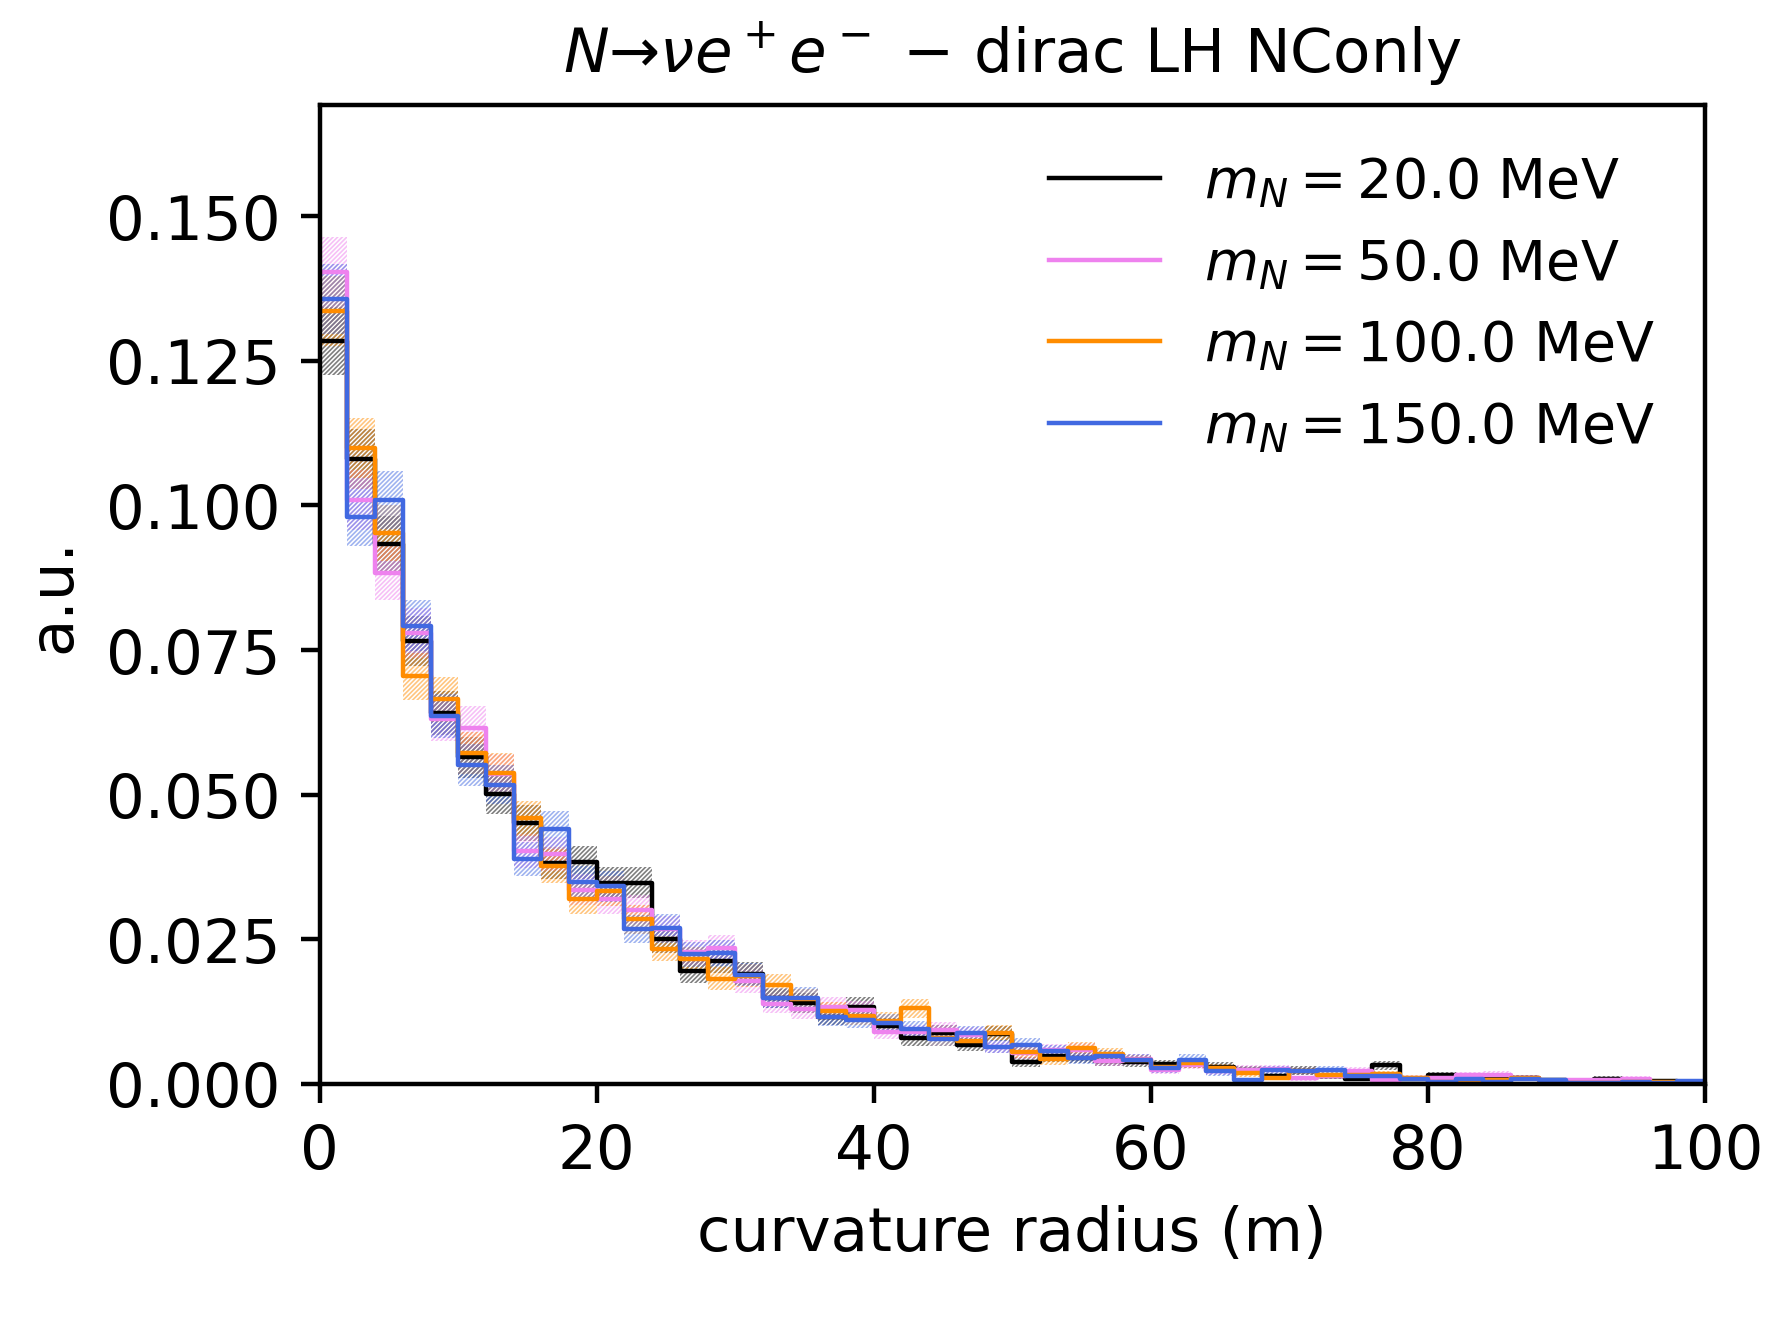 N→νe⁺e⁻ − dirac LH NConly
m_N = 20.0 MeV
m_N = 50.0 MeV
m_N = 100.0 MeV
m_N = 150.0 MeV
a.u.
0.150
0.125
0.100
0.075
0.050
0.025
0.000
0 20 40 60 80 100
curvature radius (m)